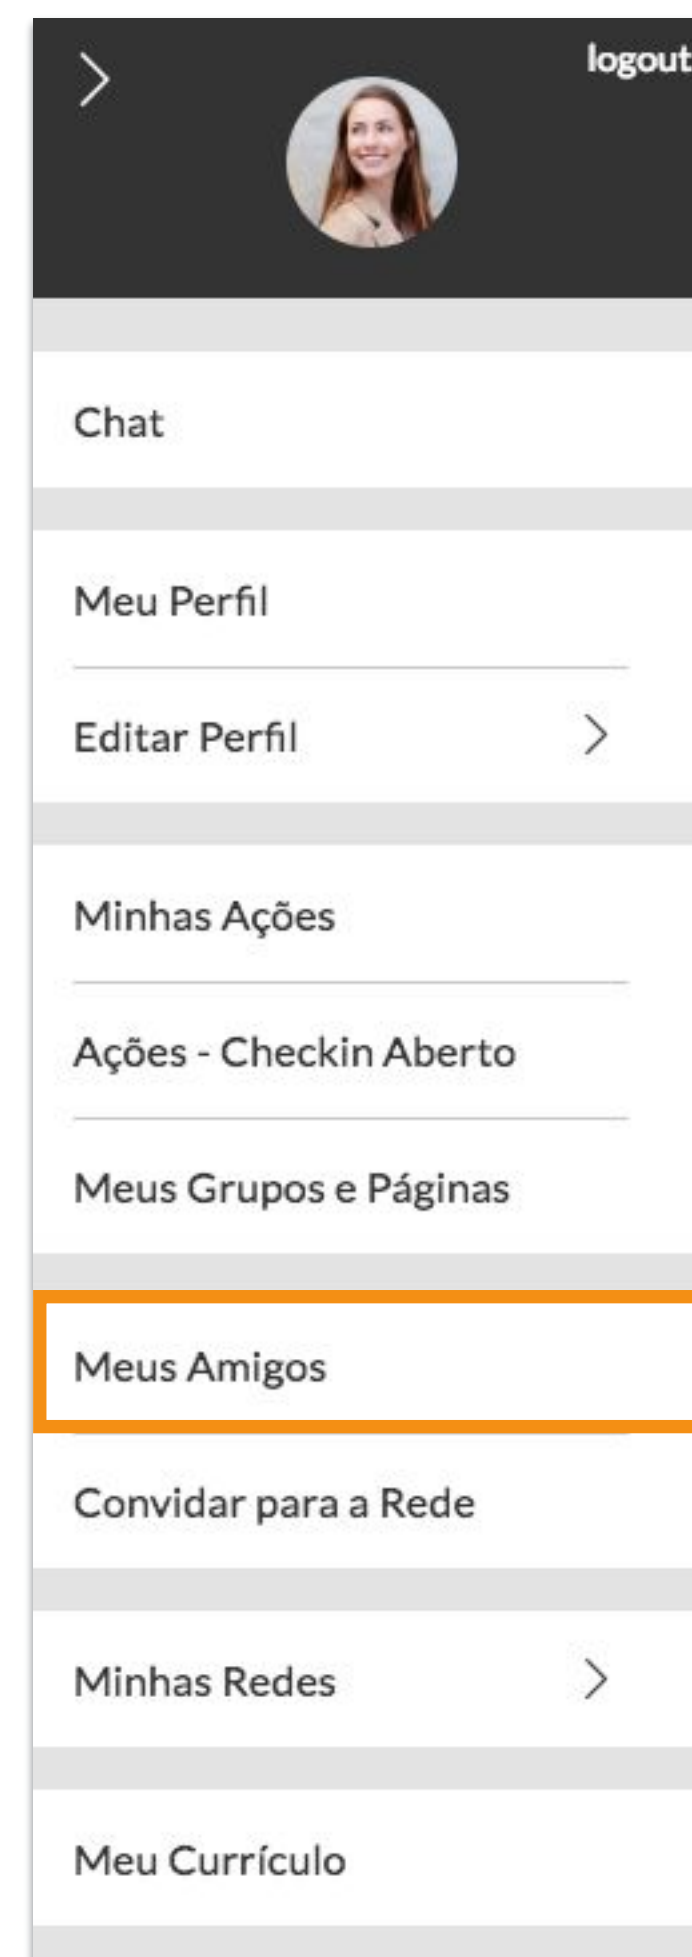 logout
Chat
Meu Perfil
Editar Perfil
Minhas Ações
Ações - Checkin Aberto
Meus Grupos e Páginas
Meus Amigos
Convidar para a Rede
Minhas Redes
Meu Currículo